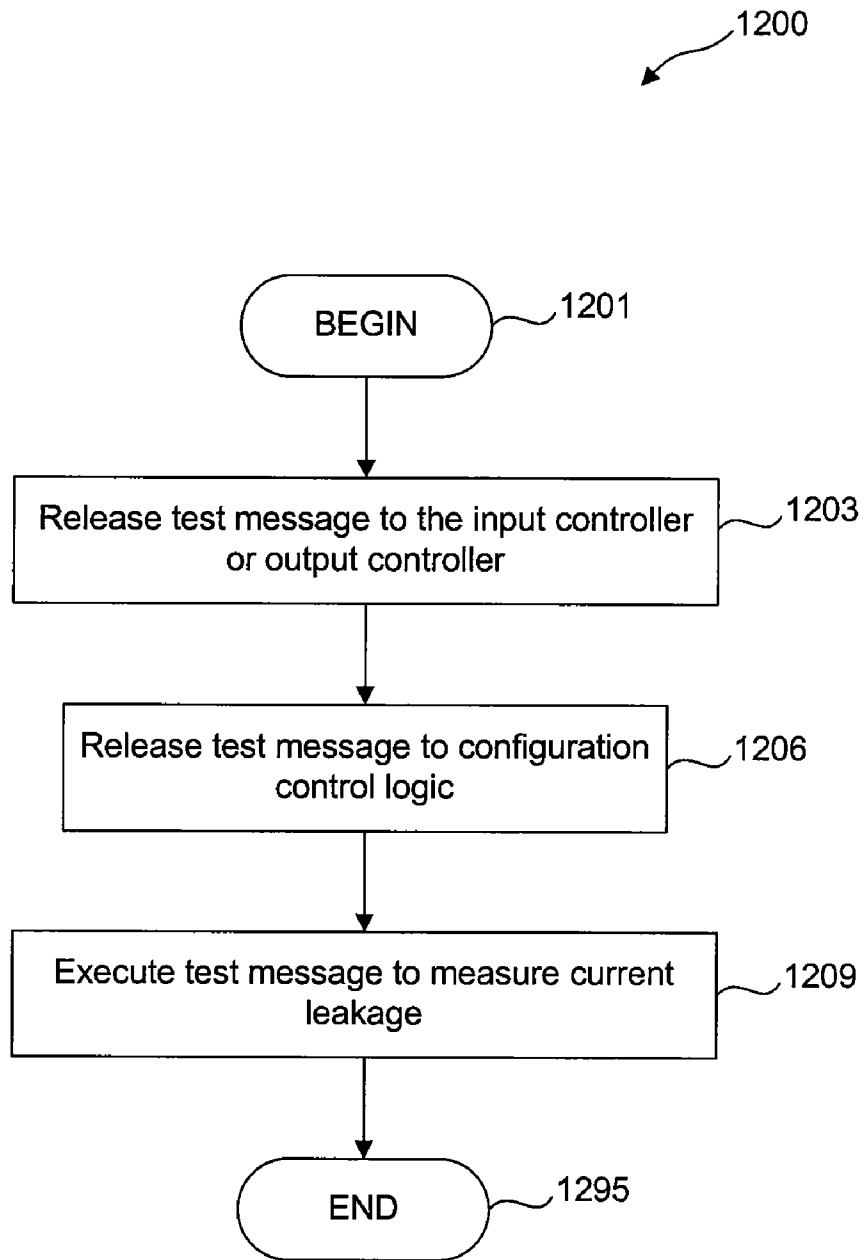 1200
BEGIN
1201
Release test message to the input controller
or output controller
1203
Release test message to configuration
control logic
1206
Execute test message to measure current
leakage
1209
END
1295